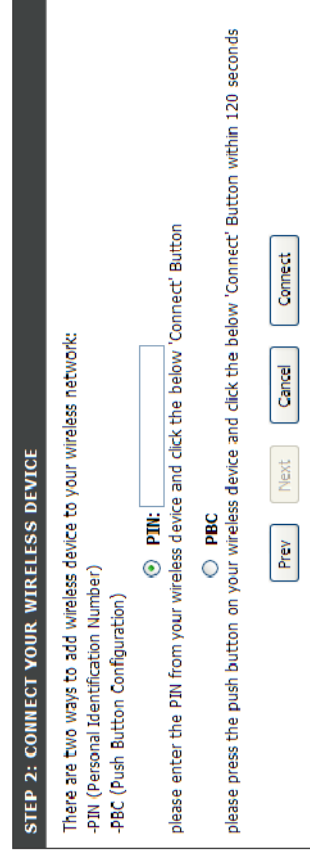 STEP 2: CONNECT YOUR WIRELESS DEVICE
There are two ways to add wireless device to your wireless network:
-PIN (Personal Identification Number)
-PBC (Push Button Configuration)
PIN:
please enter the PIN from your wireless device and click the below 'Connect' Button
PBC
please press the push button on your wireless device and click the below 'Connect' Button within 120 seconds
Prev Next Cancel Connect